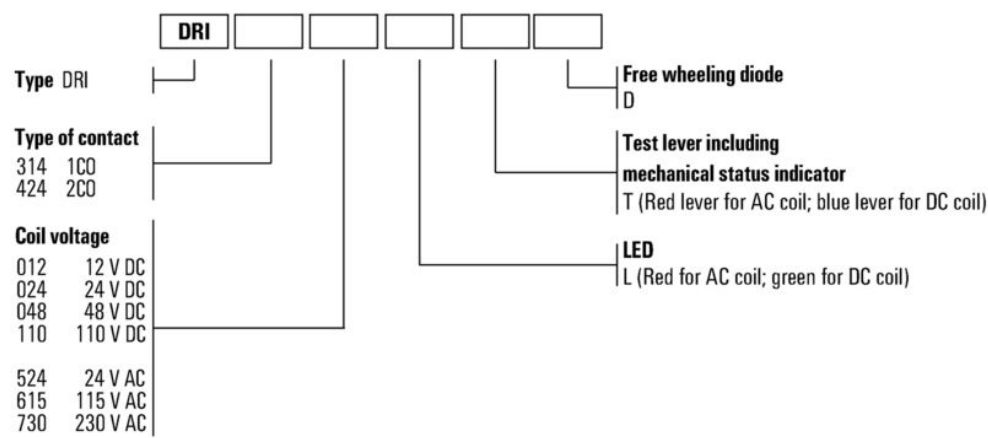 DRI
Type DRI
Type of contact
314 1CO
424 2CO
Coil voltage
012 12 V DC
024 24 V DC
048 48 V DC
110 110 V DC
524 24 V AC
615 115 V AC
730 230 V AC
Free wheeling diode
D
Test lever including
mechanical status indicator
T (Red lever for AC coil; blue lever for DC coil)
LED
L (Red for AC coil; green for DC coil)